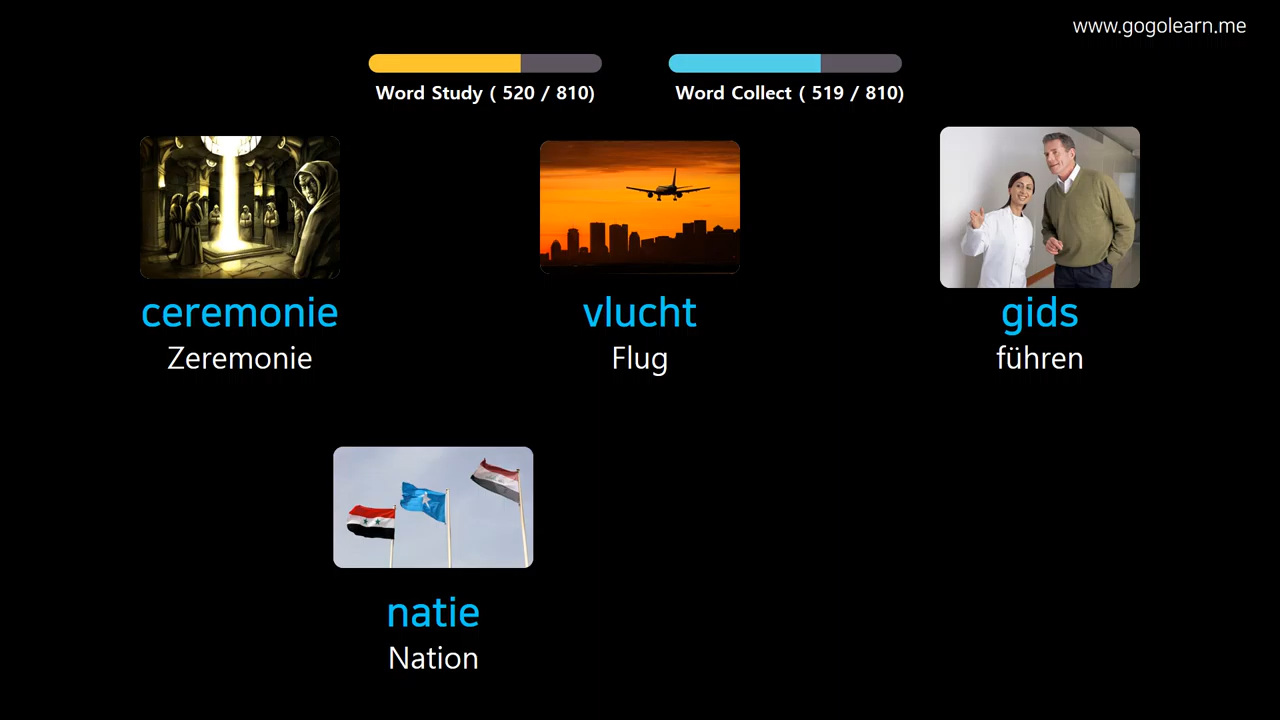 www.gogolearn.me
Word Study ( 520 / 810)
Word Collect ( 519 / 810)
ceremonie
Zeremonie
vlucht
Flug
gids
führen
natie
Nation